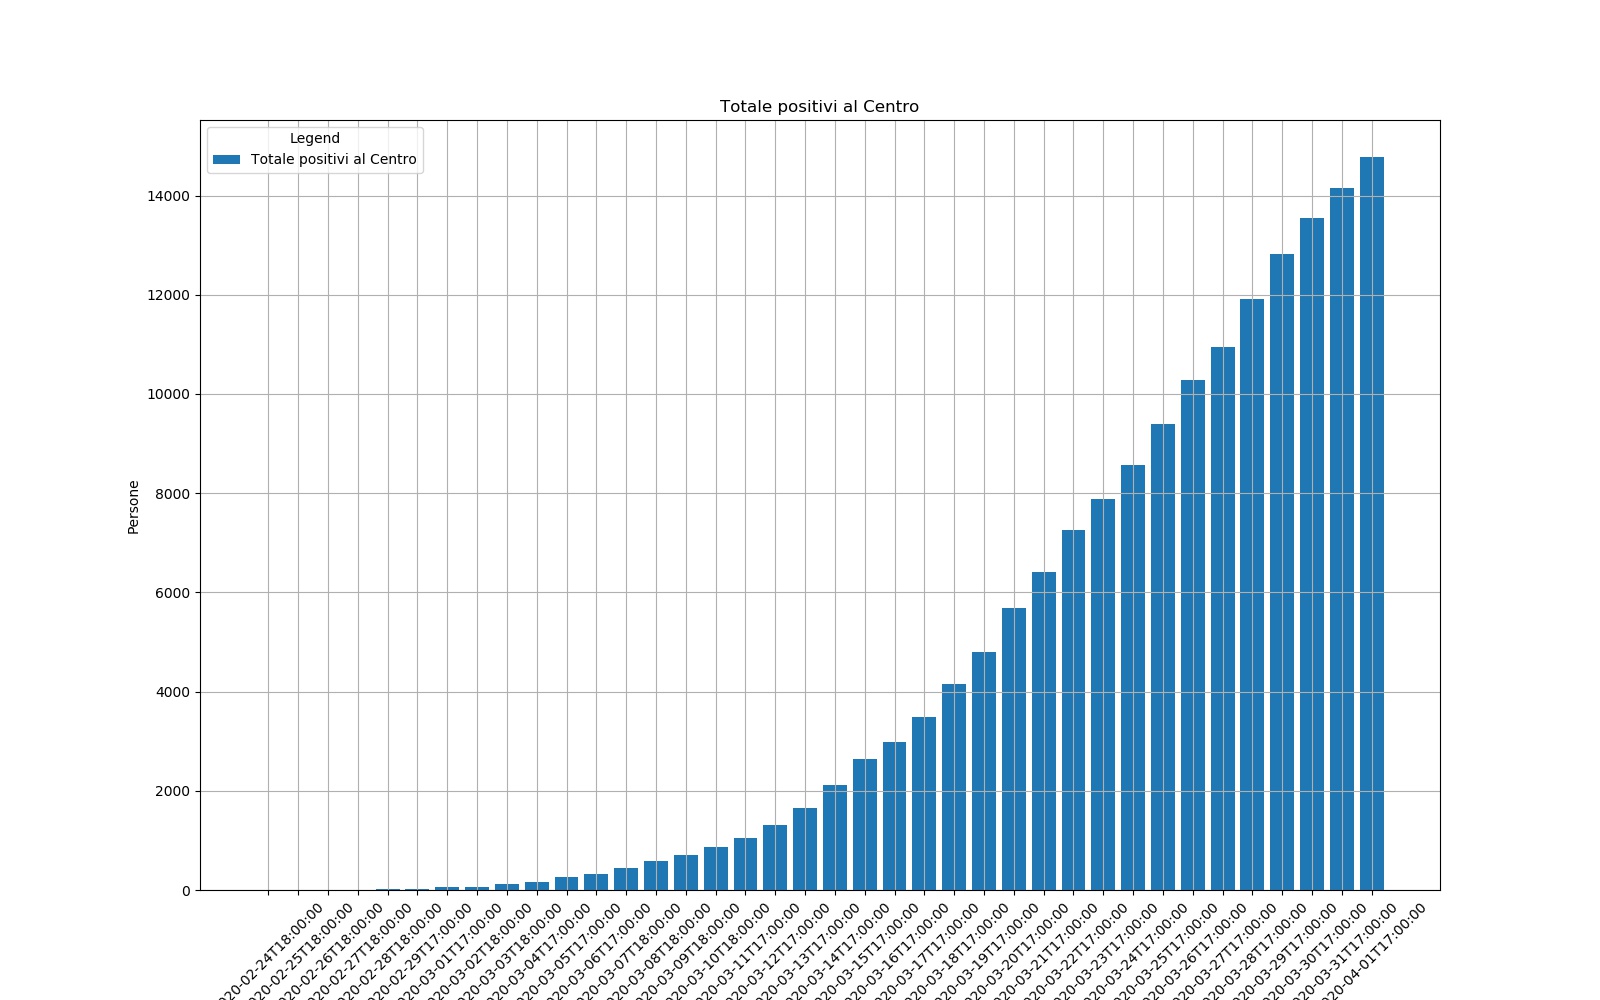 Totale positivi al Centro
Legend
Totale positivi al Centro
14000
12000
10000
8000
6000
4000
2000
0
Persone
020-02-24T18:00:00
020-02-25T18:00:00
020-02-26T18:00:00
020-02-27T18:00:00
020-02-28T18:00:00
020-02-29T17:00:00
020-03-01T17:00:00
020-03-02T18:00:00
020-03-03T18:00:00
020-03-04T17:00:00
020-03-05T17:00:00
020-03-06T17:00:00
020-03-07T18:00:00
020-03-08T18:00:00
020-03-09T18:00:00
020-03-10T18:00:00
020-03-11T17:00:00
020-03-12T17:00:00
020-03-13T17:00:00
020-03-14T17:00:00
020-03-15T17:00:00
020-03-16T17:00:00
020-03-17T17:00:00
020-03-18T17:00:00
020-03-19T17:00:00
020-03-20T17:00:00
020-03-21T17:00:00
020-03-22T17:00:00
020-03-23T17:00:00
020-03-24T17:00:00
020-03-25T17:00:00
020-03-26T17:00:00
020-03-27T17:00:00
020-03-28T17:00:00
020-03-29T17:00:00
020-03-30T17:00:00
020-03-31T17:00:00
020-04-01T17:00:00